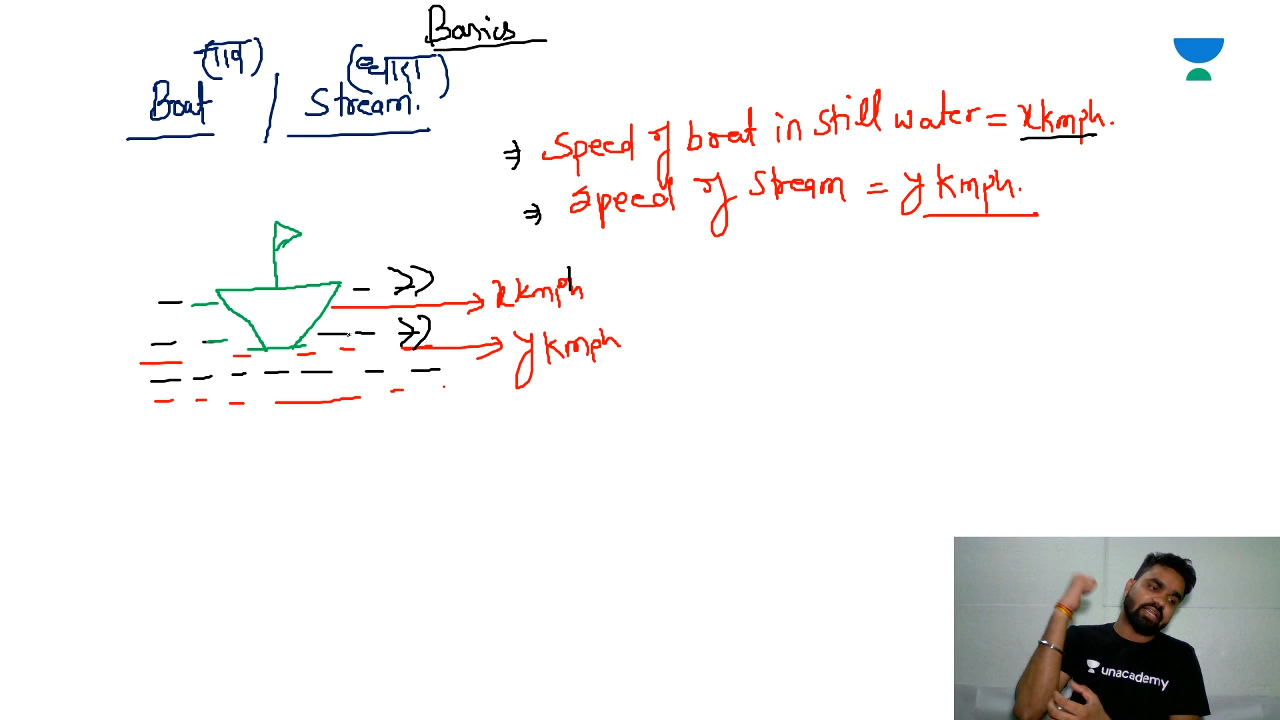 Basics
(नाव) (धारा)
Boat / Stream.
⇒ Speed of boat in still water = x kmph.
⇒ Speed of stream = y kmph.
x kmph
y kmph
unacademy